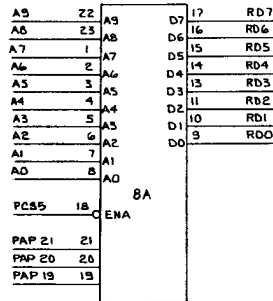 A9 22 A9 D7 17 RD7
A8 23 A8 D6 16 RD6
A7 1 A7 D5 15 RD5
A6 2 A6 D4 14 RD4
A5 3 A5 D3 13 RD3
A4 4 A4 D2 11 RD2
A3 5 A3 D1 10 RD1
A2 6 A2 D0 9 RD0
A1 7 A1
A0 8 A0
8A
PCS5 18 ENA
PAP 21 21
PAP 20 20
PAP 19 19